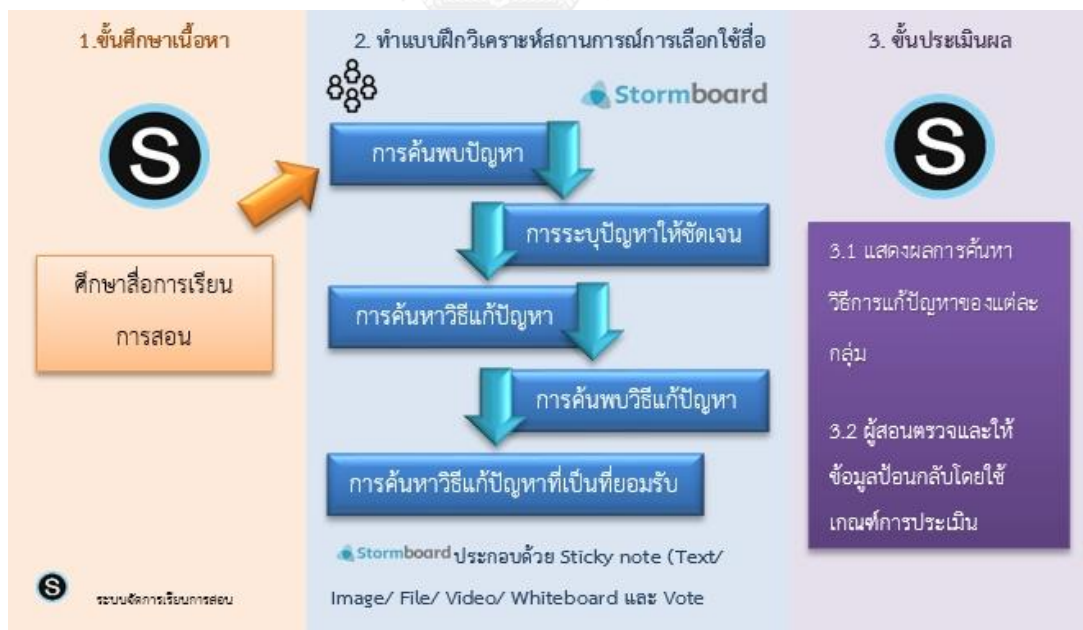 1.ขั้นศึกษาเนื้อหา
S
ศึกษาสื่อการเรียน
การสอน
S ระบบจัดการเรียนการสอน
2. ทำแบบฝึกวิเคราะห์สถานการณ์การเลือกใช้สื่อ
Stormboard
การค้นพบปัญหา
การระบุปัญหาให้ชัดเจน
การค้นหาวิธีแก้ปัญหา
การค้นพบวิธีแก้ปัญหา
การค้นหาวิธีแก้ปัญหาที่เป็นที่ยอมรับ
Stormboard ประกอบด้วย Sticky note (Text/
Image/ File/ Video/ Whiteboard และ Vote
3. ขั้นประเมินผล
S
3.1 แสดงผลการค้นหา
วิธีการแก้ปัญหาของแต่ละ
กลุ่ม
3.2 ผู้สอนตรวจและให้
ข้อมูลป้อนกลับโดยใช้
เกณฑ์การประเมิน